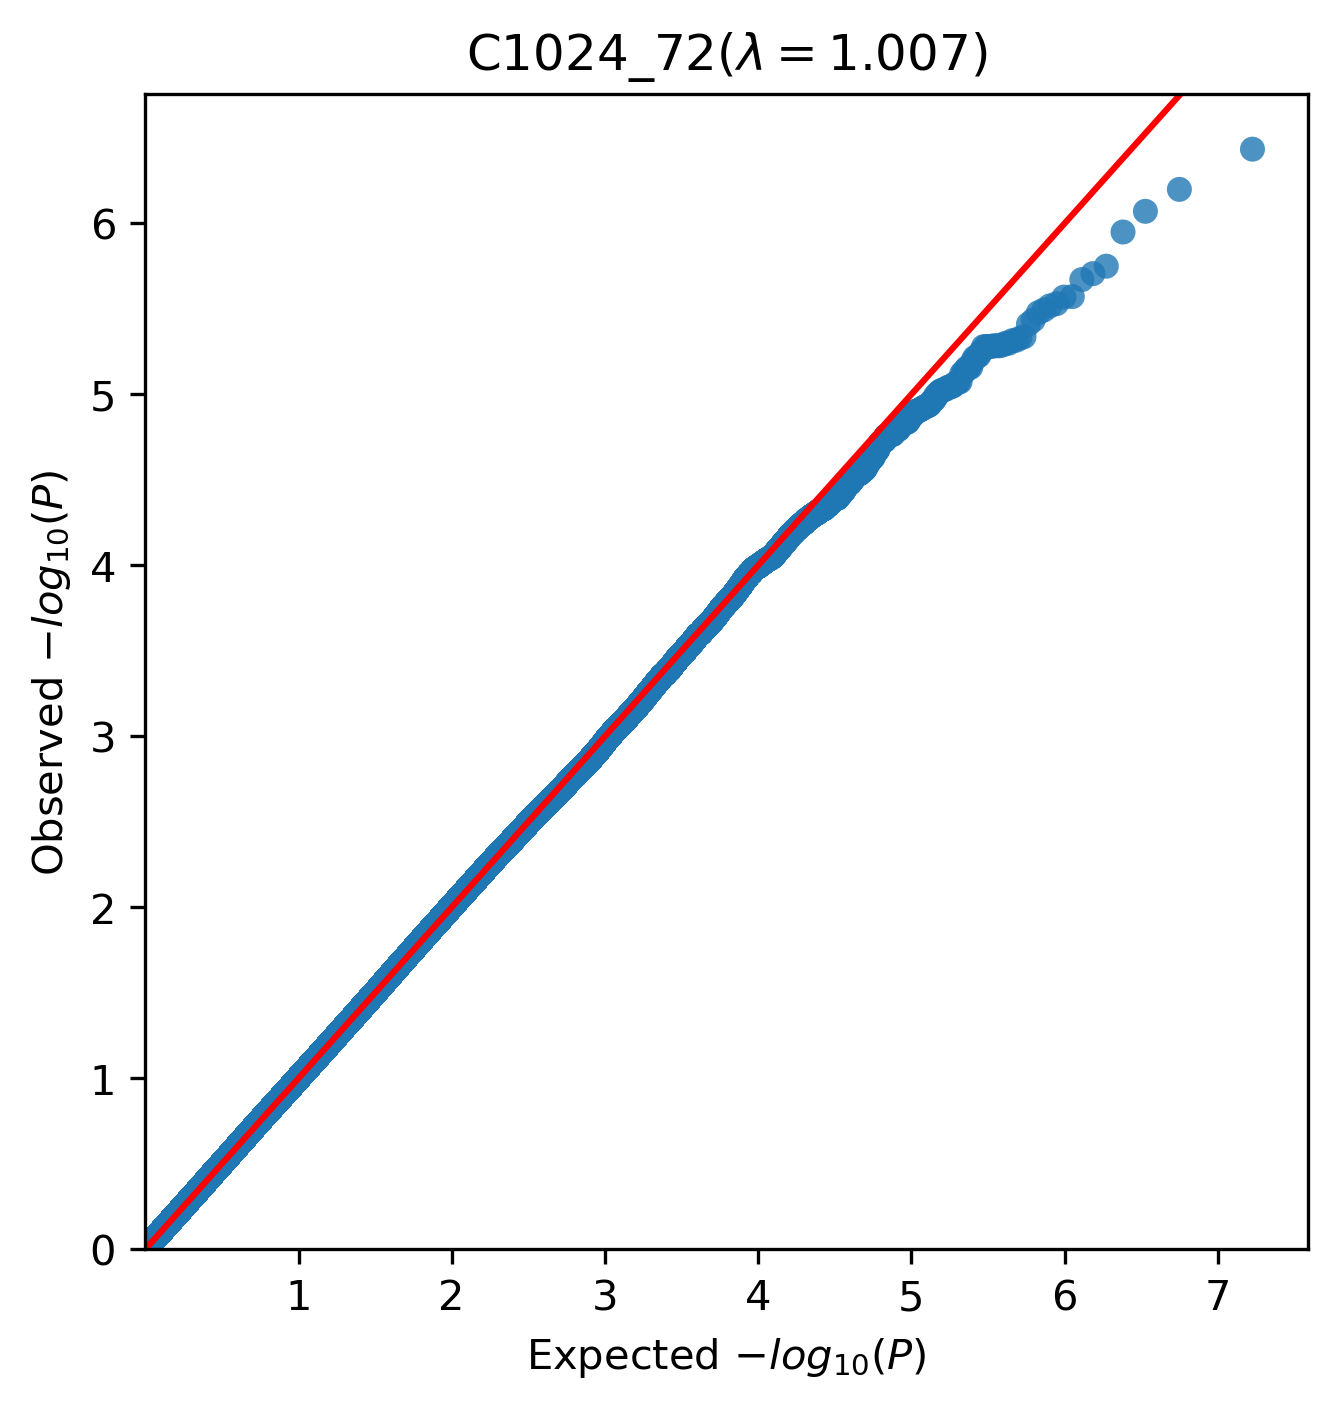 C1024_72(λ = 1.007)
Observed −log₁₀(P)
6
5
4
3
2
1
0
1 2 3 4 5 6 7
Expected −log₁₀(P)